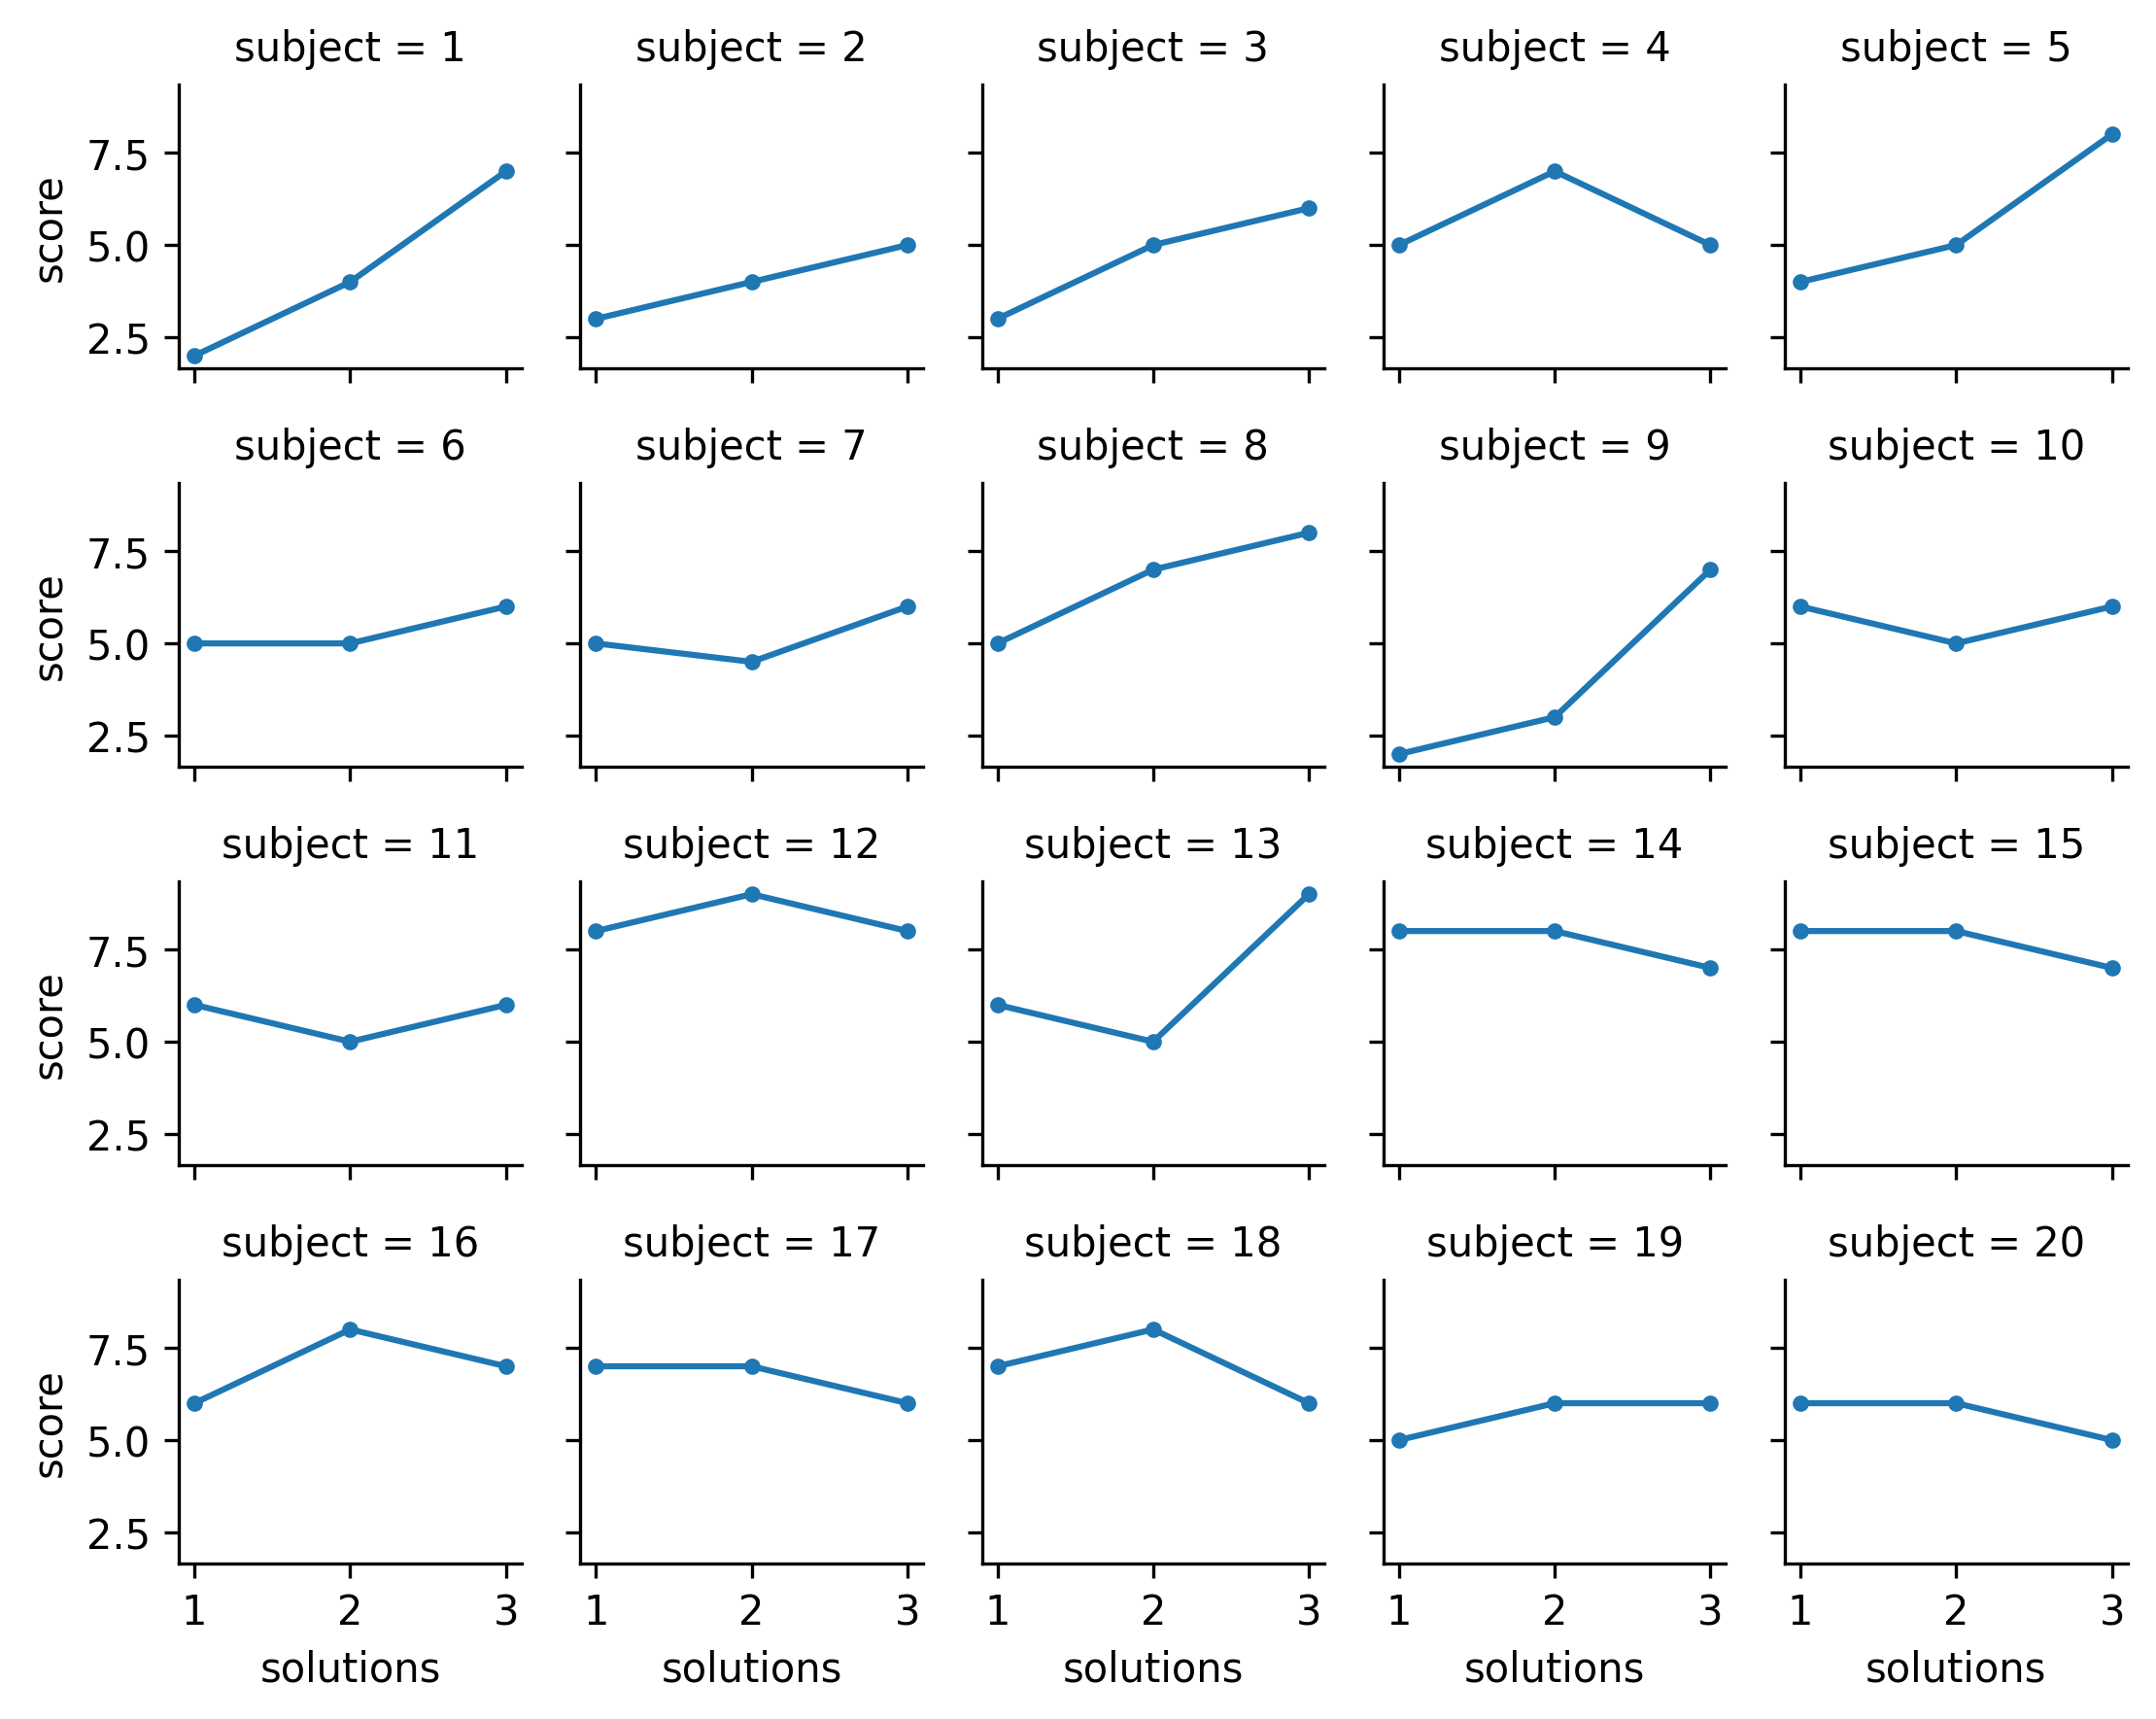 subject = 1
subject = 2
subject = 3
subject = 4
subject = 5
score
7.5
5.0
2.5
subject = 6
subject = 7
subject = 8
subject = 9
subject = 10
score
7.5
5.0
2.5
subject = 11
subject = 12
subject = 13
subject = 14
subject = 15
score
7.5
5.0
2.5
subject = 16
subject = 17
subject = 18
subject = 19
subject = 20
score
7.5
5.0
2.5
1 2 3
1 2 3
1 2 3
1 2 3
1 2 3
solutions
solutions
solutions
solutions
solutions